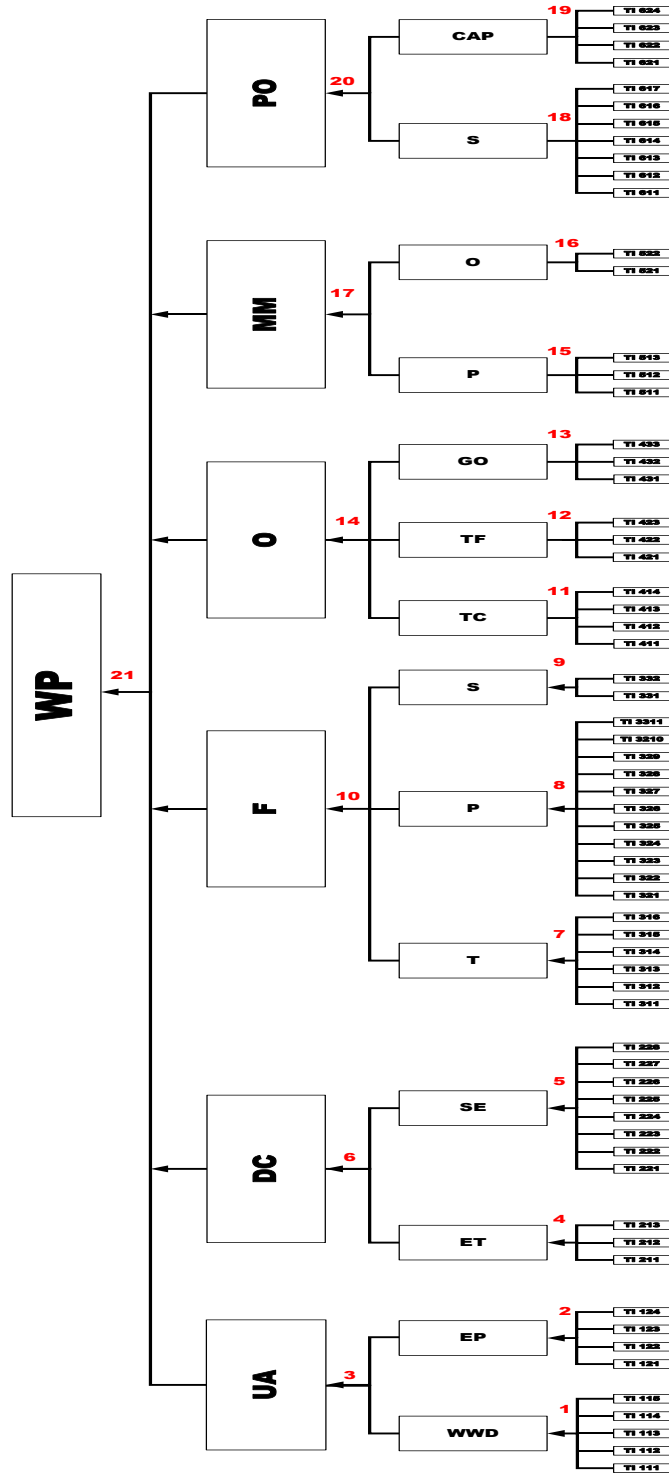 19
TI 624
TI 623
CAP
TI 622
TI 621
20
PO
TI 617
TI 616
18
TI 615
S
TI 614
TI 613
TI 612
TI 611
16
TI 522
O
TI 521
17
MM
15
TI 513
P
TI 512
TI 511
13
TI 433
GO
TI 432
TI 431
14
O
12
TI 423
TF
TI 422
TI 421
11
TI 414
TI 413
TC
TI 412
TI 411
21
WP
9
TI 332
S
TI 331
TI 3311
TI 3210
TI 329
TI 328
8
TI 327
10
F
P
TI 326
TI 325
TI 324
TI 323
TI 322
TI 321
TI 316
7
TI 315
TI 314
T
TI 313
TI 312
TI 311
TI 228
TI 227
5
TI 226
TI 225
SE
TI 224
TI 223
TI 222
TI 221
6
DC
4
TI 213
ET
TI 212
TI 211
2
TI 124
TI 123
EP
TI 122
TI 121
3
UA
1
TI 115
TI 114
WWD
TI 113
TI 112
TI 111